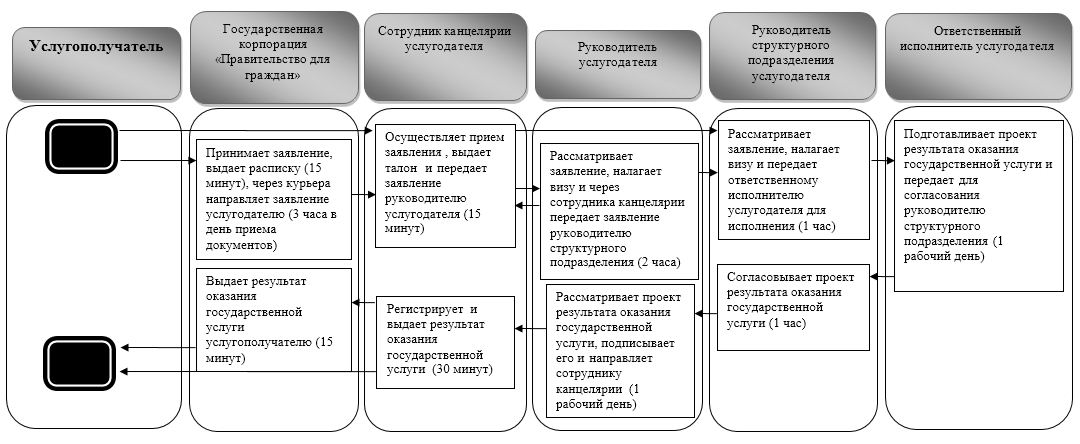 Услугополучатель
Государственная
корпорация
«Правительство для
граждан»
Сотрудник канцелярии
услугодателя
Руководитель
услугодателя
Руководитель
структурного
подразделения
услугодателя
Ответственный
исполнитель услугодателя
Принимает заявление,
выдает расписку (15
минут), через курьера
направляет заявление
услугодателю (3 часа в
день приема
документов)
Осуществляет прием
заявления , выдает
талон и передает
заявление
руководителю
услугодателя (15
минут)
Рассматривает
заявление, налагает
визу и через
сотрудника канцелярии
передает заявление
руководителю
структурного
подразделения (2 часа)
Рассматривает
заявление, налагает
визу и передает
ответственному
исполнителю
услугодателя для
исполнения (1 час)
Подготавливает проект
результата оказания
государственной услуги и
передает для
согласования
руководителю
структурного
подразделения (1
рабочий день)
Выдает результат
оказания
государственной
услуги
услугополучателю (15
минут)
Регистрирует и
выдает результат
оказания
государственной
услуги (30 минут)
Рассматривает проект
результата оказания
государственной
услуги, подписывает
его и направляет
сотруднику
канцелярии (1
рабочий день)
Согласовывает проект
результата оказания
государственной
услуги (1 час)